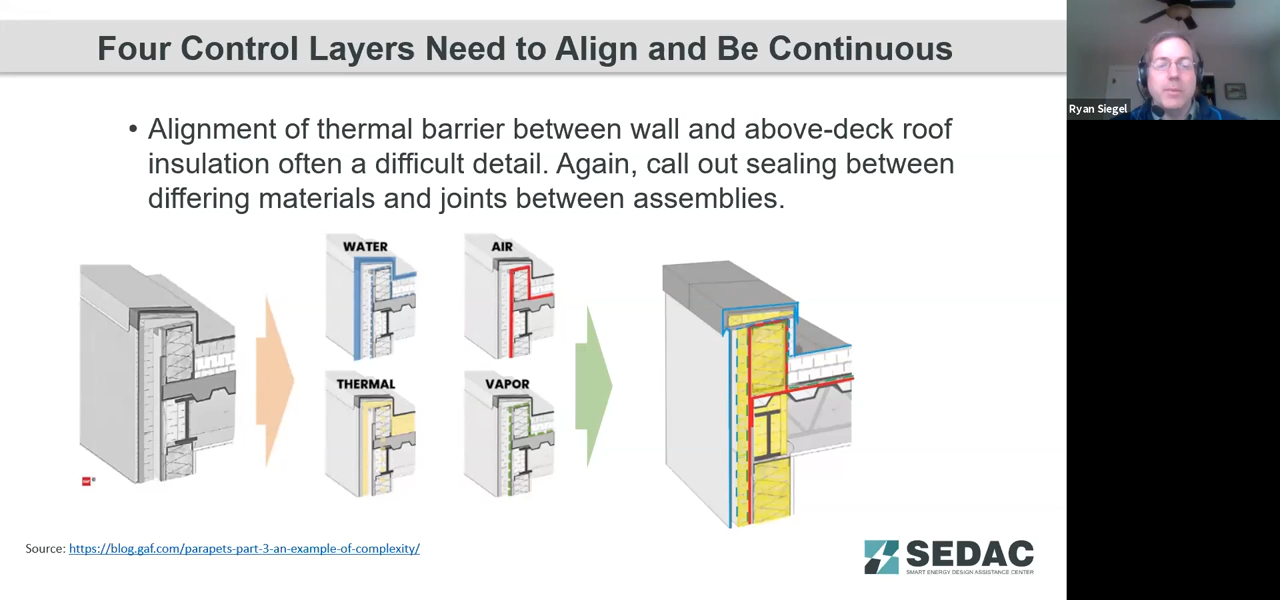 Four Control Layers Need to Align and Be Continuous
Ryan Siegel
• Alignment of thermal barrier between wall and above-deck roof
insulation often a difficult detail. Again, call out sealing between
differing materials and joints between assemblies.
WATER
AIR
THERMAL
VAPOR
Source: https://blog.gaf.com/parapets-part-3-an-example-of-complexity/
SEDAC
SMART ENERGY DESIGN ASSISTANCE CENTER